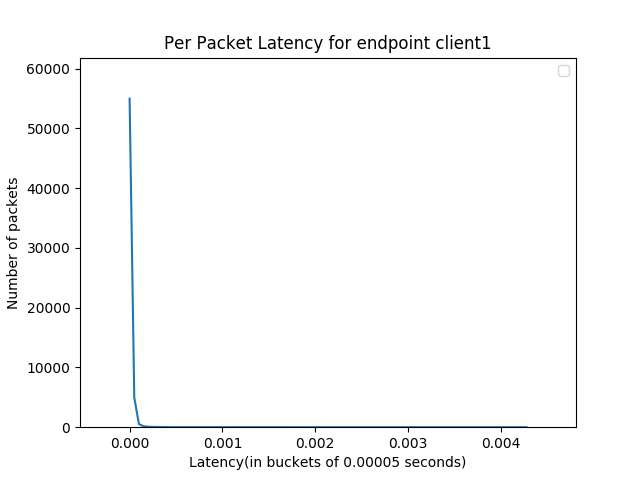 Per Packet Latency for endpoint client1
60000
50000
40000
30000
20000
10000
0
Number of packets
0.000 0.001 0.002 0.003 0.004
Latency(in buckets of 0.00005 seconds)